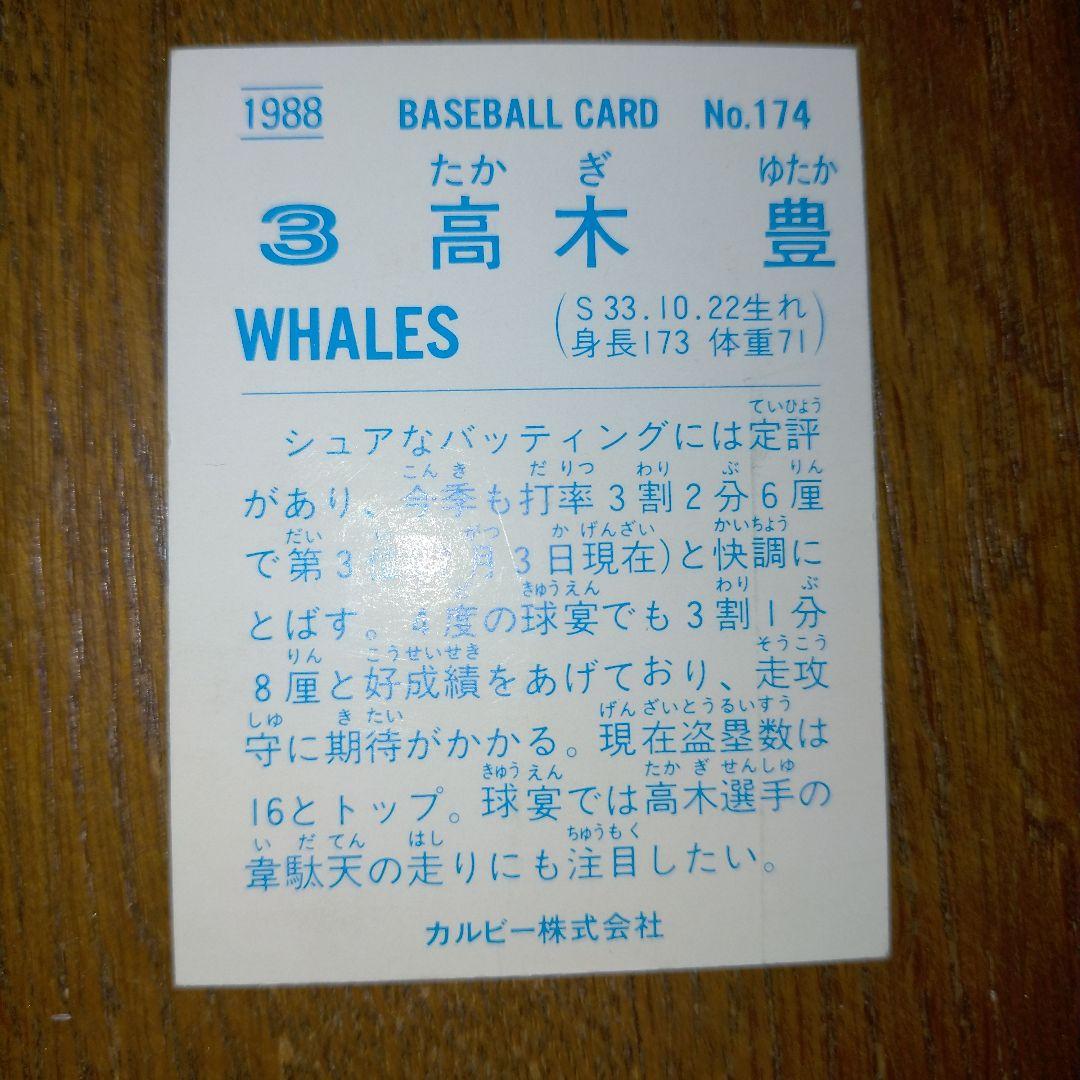 1988 BASEBALL CARD No.174
たか ぎ ゆたか
3 高木 豊
WHALES
(S33.10.22生れ
身長173 体重71)
ていひょう
シュアなバッティングには定評
こん き だ りつ わり ぶ りん
があり、今季も打率3割2分6厘
だい い がつ か げんざい かいちょう
で第3位 月3日現在)と快調に
ど きゅうえん わり ぶ
とばす。4度の球宴でも3割1分
りん こうせいせき そうこう
8厘と好成績をあげており、走攻
しゅ き たい げんざいとうるいすう
守に期待がかかる。現在盗塁数は
きゅうえん たか ぎ せんしゅ
16とトップ。球宴では高木選手の
い だ てん はし ちゅうもく
韋駄天の走りにも注目したい。
カルビー株式会社